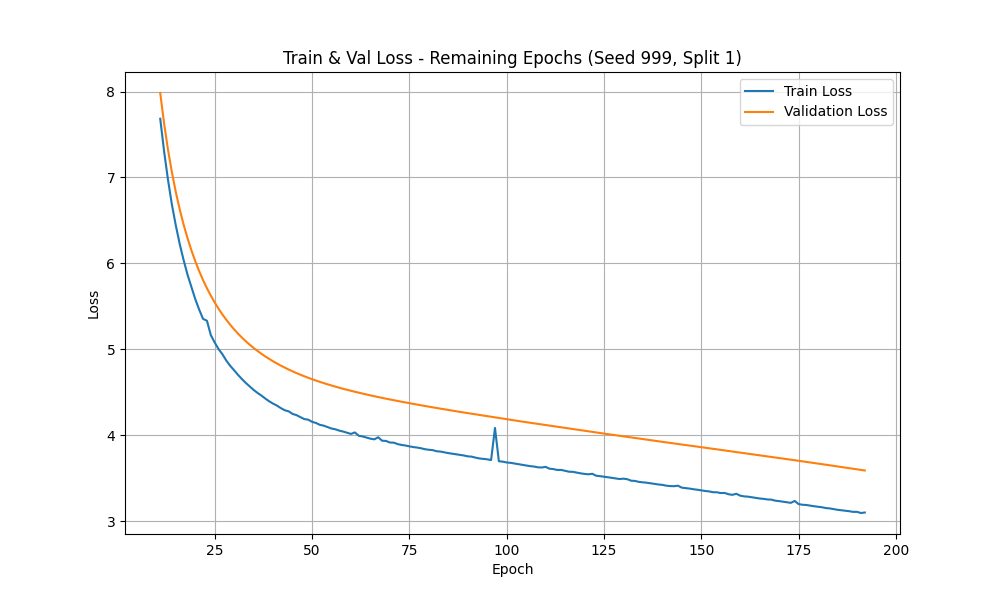 Train & Val Loss - Remaining Epochs (Seed 999, Split 1)
Train Loss
Validation Loss
8
7
6
5
4
3
Loss
25 50 75 100 125 150 175 200
Epoch